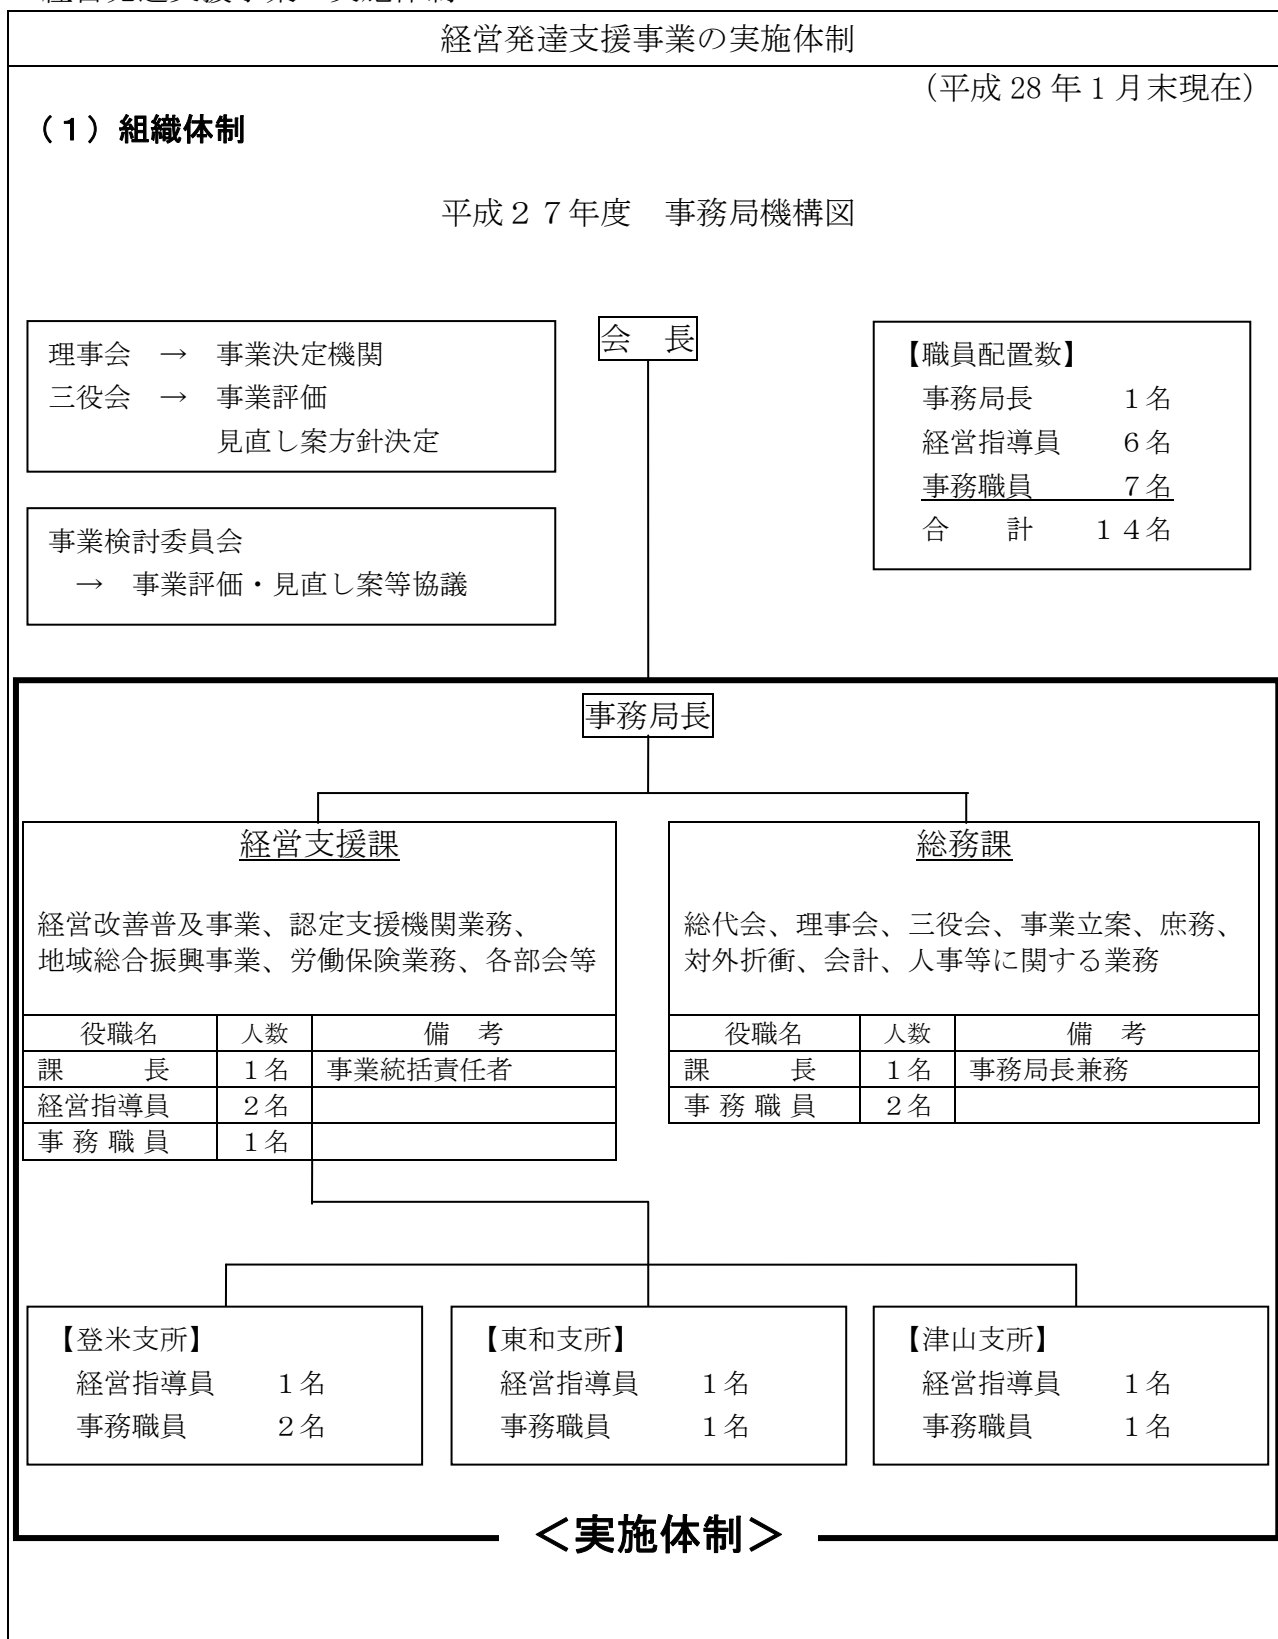 経営発達支援事業の実施体制
（平成 28 年 1 月末現在）
（１）組織体制
平成２７年度　事務局機構図
会　長
理事会　→　事業決定機関
三役会　→　事業評価
見直し案方針決定
【職員配置数】
事務局長　　１名
経営指導員　　６名
事務職員　　７名
合　　計　１４名
事業検討委員会
→　事業評価・見直し案等協議
事務局長
経営支援課
経営改善普及事業、認定支援機関業務、
地域総合振興事業、労働保険業務、各部会等
役職名　人数　備　考
課　　長　１名　事業統括責任者
経営指導員　２名
事 務 職 員　１名
総務課
総代会、理事会、三役会、事業立案、庶務、
対外折衝、会計、人事等に関する業務
役職名　人数　備　考
課　　長　１名　事務局長兼務
事 務 職 員　２名
【登米支所】
経営指導員　　１名
事務職員　　２名
【東和支所】
経営指導員　　１名
事務職員　　１名
【津山支所】
経営指導員　　１名
事務職員　　１名
＜実施体制＞